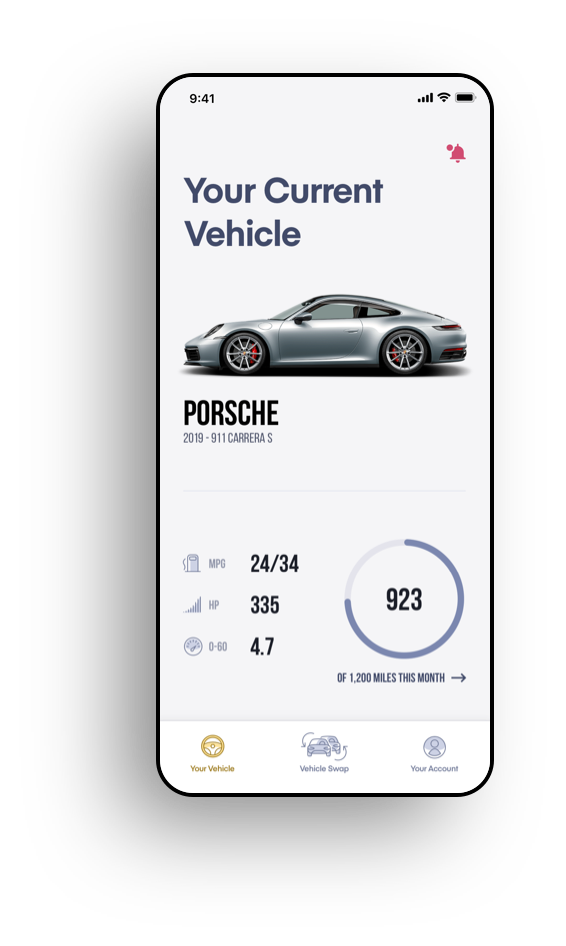 9:41
Your Current
Vehicle
PORSCHE
2019 - 911 CARRERA S
MPG 24/34
HP 335
0-60 4.7
923
OF 1,200 MILES THIS MONTH →
Your Vehicle Vehicle Swap Your Account